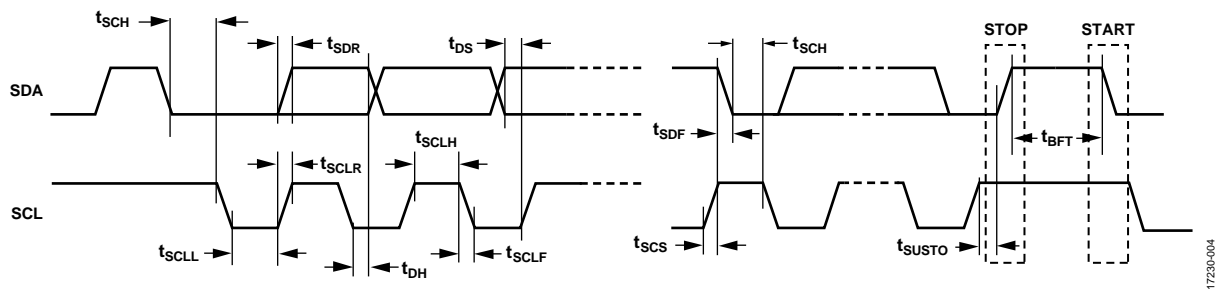 STOP
START
tSCH
tSDR
tDS
tSCH
SDA
tSDF
tBFT
tSCLR
tSCLH
SCL
tSCLL
tDH
tSCLF
tSCS
tSUSTO
17230-004